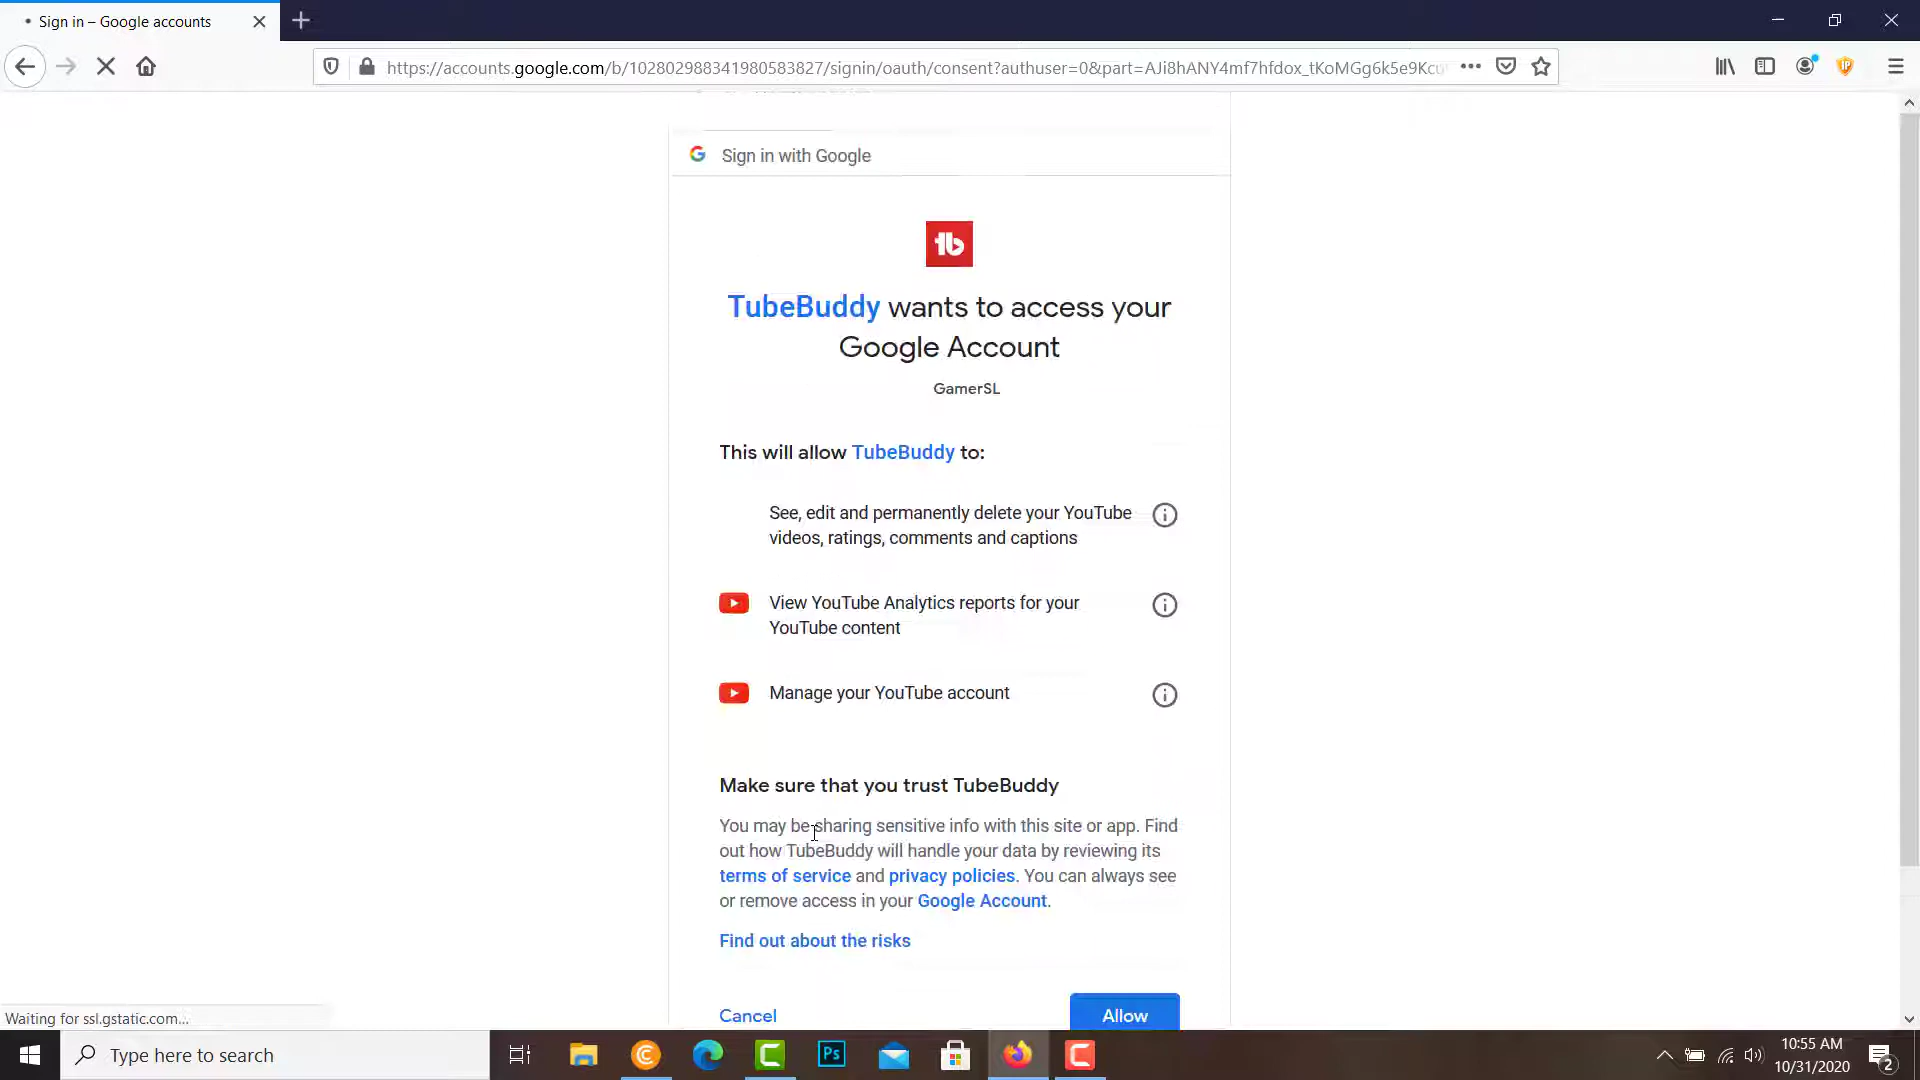 Sign in – Google accounts
https://accounts.google.com/b/102802988341980583827/signin/oauth/consent?authuser=0&part=AJi8hANY4mf7hfdox_tKoMGg6k5e9Kcu
Sign in with Google
tb
TubeBuddy wants to access your
Google Account
GamerSL
This will allow TubeBuddy to:
See, edit and permanently delete your YouTube
videos, ratings, comments and captions
View YouTube Analytics reports for your
YouTube content
Manage your YouTube account
Make sure that you trust TubeBuddy
You may be sharing sensitive info with this site or app. Find
out how TubeBuddy will handle your data by reviewing its
terms of service and privacy policies. You can always see
or remove access in your Google Account.
Find out about the risks
Cancel
Allow
Waiting for ssl.gstatic.com...
Type here to search
Ps
10:55 AM
10/31/2020
2